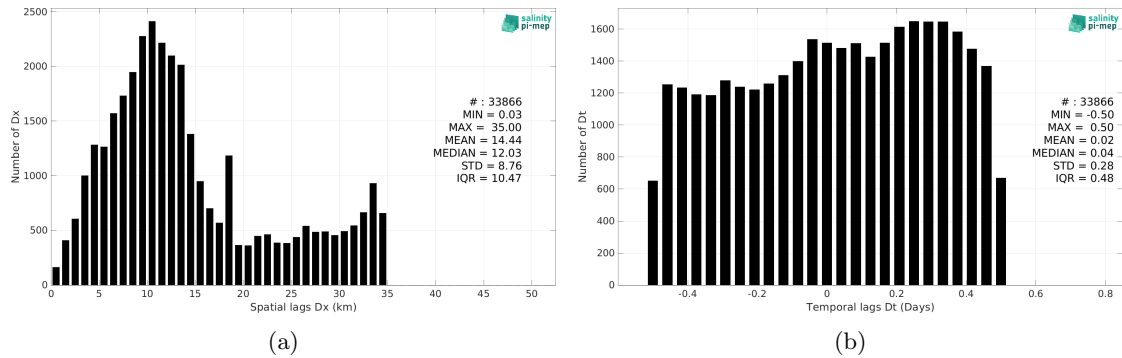 2500
2000
1500
1000
500
0
Number of Dx
salinity
pi-mep
# : 33866
MIN = 0.03
MAX = 35.00
MEAN = 14.44
MEDIAN = 12.03
STD = 8.76
IQR = 10.47
0 5 10 15 20 25 30 35 40 45 50
Spatial lags Dx (km)
(a)
1600
1400
1200
1000
800
600
400
200
0
Number of Dt
salinity
pi-mep
# : 33866
MIN = -0.50
MAX = 0.50
MEAN = 0.02
MEDIAN = 0.04
STD = 0.28
IQR = 0.48
-0.4 -0.2 0 0.2 0.4 0.6 0.8
Temporal lags Dt (Days)
(b)